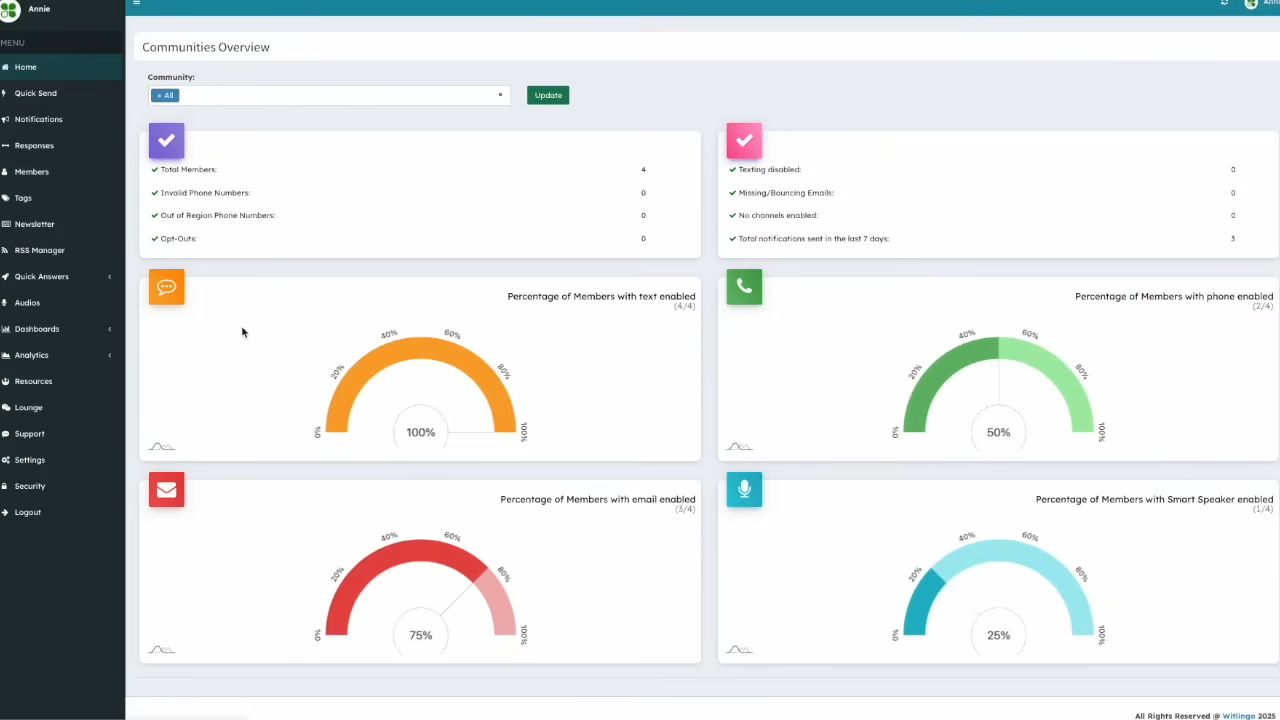 Annie
Ann
MENU
Home
Quick Send
Notifications
Responses
Members
Tags
Newsletter
RSS Manager
Quick Answers
Audios
Dashboards
Analytics
Resources
Lounge
Support
Settings
Security
Logout
Communities Overview
Community:
× All ×
Update
Total Members: 4
Invalid Phone Numbers: 0
Out of Region Phone Numbers: 0
Opt-Outs: 0
Texting disabled: 0
Missing/Bouncing Emails: 0
No channels enabled: 0
Total notifications sent in the last 7 days: 3
Percentage of Members with text enabled
(4/4)
0% 20% 40% 60% 80% 100%
100%
Percentage of Members with phone enabled
(2/4)
0% 20% 40% 60% 80% 100%
50%
Percentage of Members with email enabled
(3/4)
0% 20% 40% 60% 80% 100%
75%
Percentage of Members with Smart Speaker enabled
(1/4)
0% 20% 40% 60% 80% 100%
25%
All Rights Reserved @ Witlingo 2025